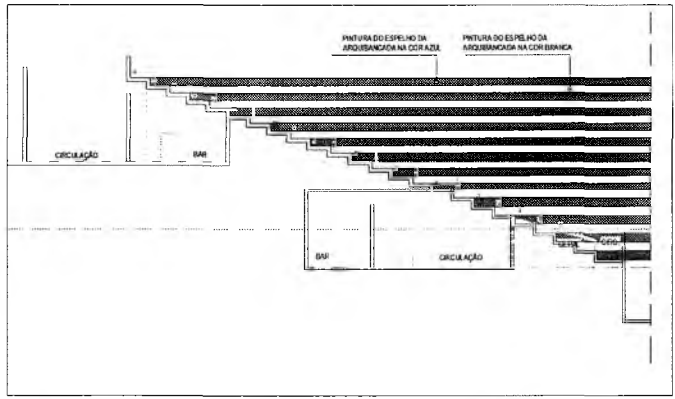 PINTURA DO ESPELHO DA
ARQUIBANCADA NA COR AZUL
PINTURA DO ESPELHO DA
ARQUIBANCADA NA COR BRANCA
CIRCULAÇÃO
BAR
BAR
CIRCULAÇÃO